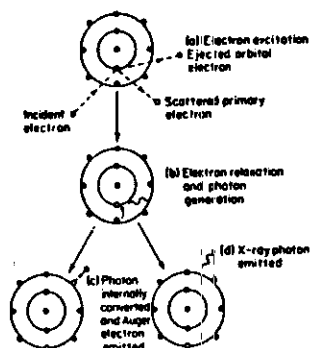 (a) Electron excitation
Ejected orbital
electron
Incident
electron
Scattered primary
electron
(b) Electron relaxation
and photon
generation
(d) X-ray photon
emitted
(c) Photon
internally
converted
and Auger
electron
emitted